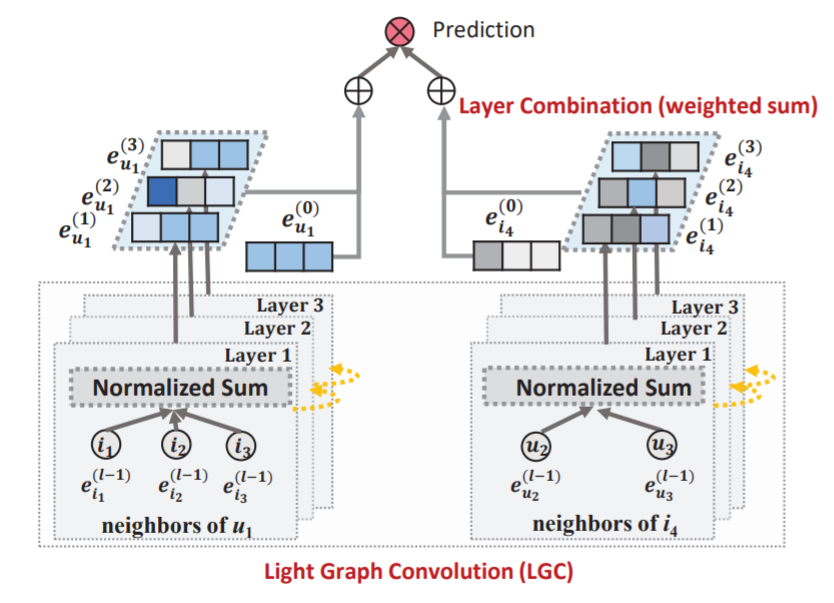 Prediction
Layer Combination (weighted sum)
e_{u_1}^{(3)}
e_{u_1}^{(2)}
e_{u_1}^{(1)}
e_{u_1}^{(0)}
e_{i_4}^{(0)}
e_{i_4}^{(3)}
e_{i_4}^{(2)}
e_{i_4}^{(1)}
Layer 3
Layer 2
Layer 1
Normalized Sum
i_1 i_2 i_3
e_{i_1}^{(l-1)} e_{i_2}^{(l-1)} e_{i_3}^{(l-1)}
neighbors of u_1
Layer 3
Layer 2
Layer 1
Normalized Sum
u_2 u_3
e_{u_2}^{(l-1)} e_{u_3}^{(l-1)}
neighbors of i_4
Light Graph Convolution (LGC)